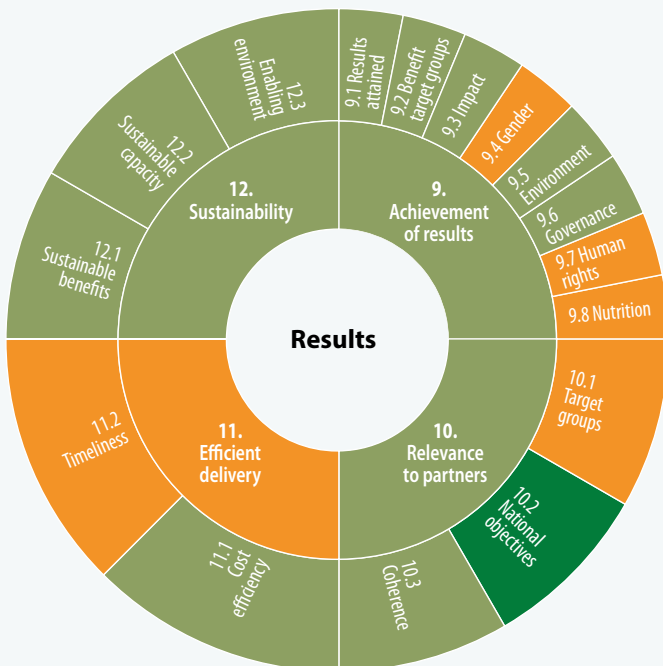 Results
9.
Achievement
of results
9.1 Results
attained
9.2 Benefit
target groups
9.3 Impact
9.4 Gender
9.5
Environment
9.6
Governance
9.7 Human
rights
9.8 Nutrition
10.
Relevance
to partners
10.1
Target
groups
10.2
National
objectives
10.3
Coherence
11.
Efficient
delivery
11.1 Cost
efficiency
11.2
Timeliness
12.
Sustainability
12.1
Sustainable
benefits
12.2
Sustainable
capacity
12.3
Enabling
environment